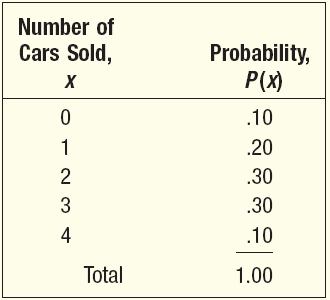 Number of
Cars Sold, Probability,
x P(x)
0 .10
1 .20
2 .30
3 .30
4 .10
Total 1.00